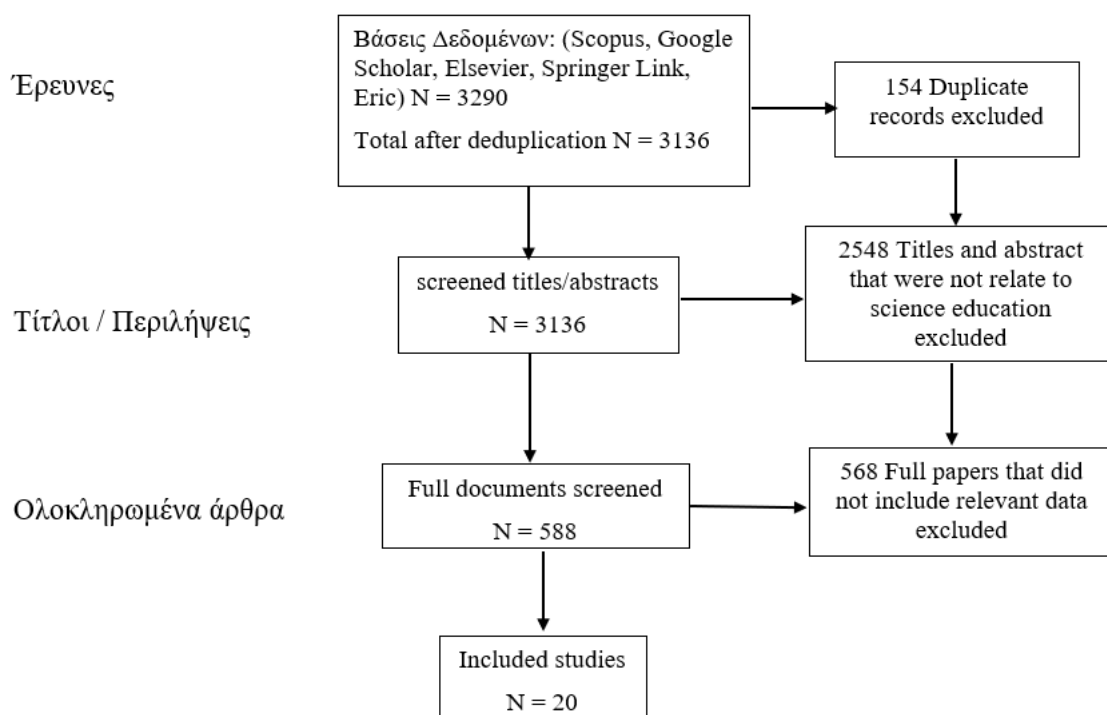 Βάσεις Δεδομένων: (Scopus, Google
Scholar, Elsevier, Springer Link,
Eric) N = 3290
Total after deduplication N = 3136
Έρευνες
154 Duplicate
records excluded
screened titles/abstracts
N = 3136
Τίτλοι / Περιλήψεις
2548 Titles and abstract
that were not relate to
science education
excluded
Full documents screened
N = 588
Ολοκληρωμένα άρθρα
568 Full papers that did
not include relevant data
excluded
Included studies
N = 20